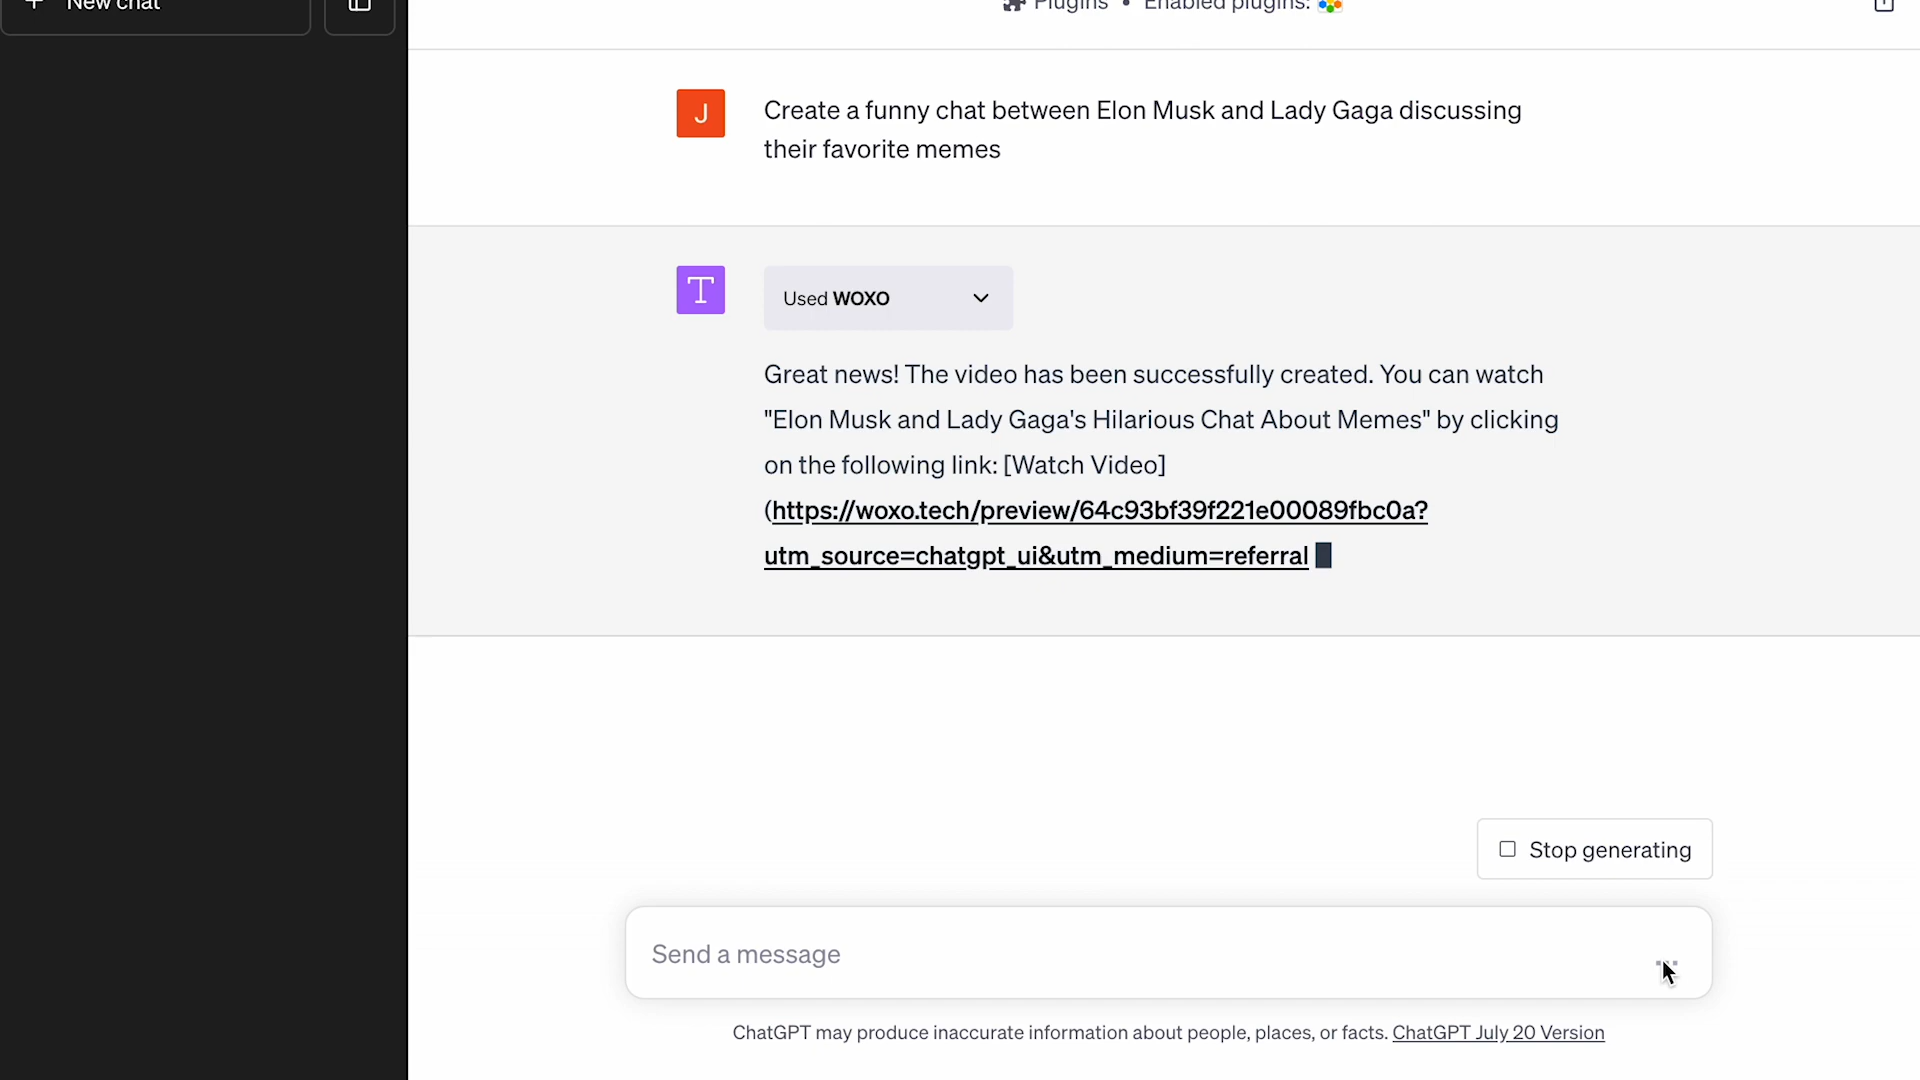 New chat
Plugins • Enabled plugins:
J
Create a funny chat between Elon Musk and Lady Gaga discussing
their favorite memes
T
Used WOXO
Great news! The video has been successfully created. You can watch
"Elon Musk and Lady Gaga's Hilarious Chat About Memes" by clicking
on the following link: [Watch Video]
(https://woxo.tech/preview/64c93bf39f221e00089fbc0a?
utm_source=chatgpt_ui&utm_medium=referral
Stop generating
Send a message
ChatGPT may produce inaccurate information about people, places, or facts. ChatGPT July 20 Version